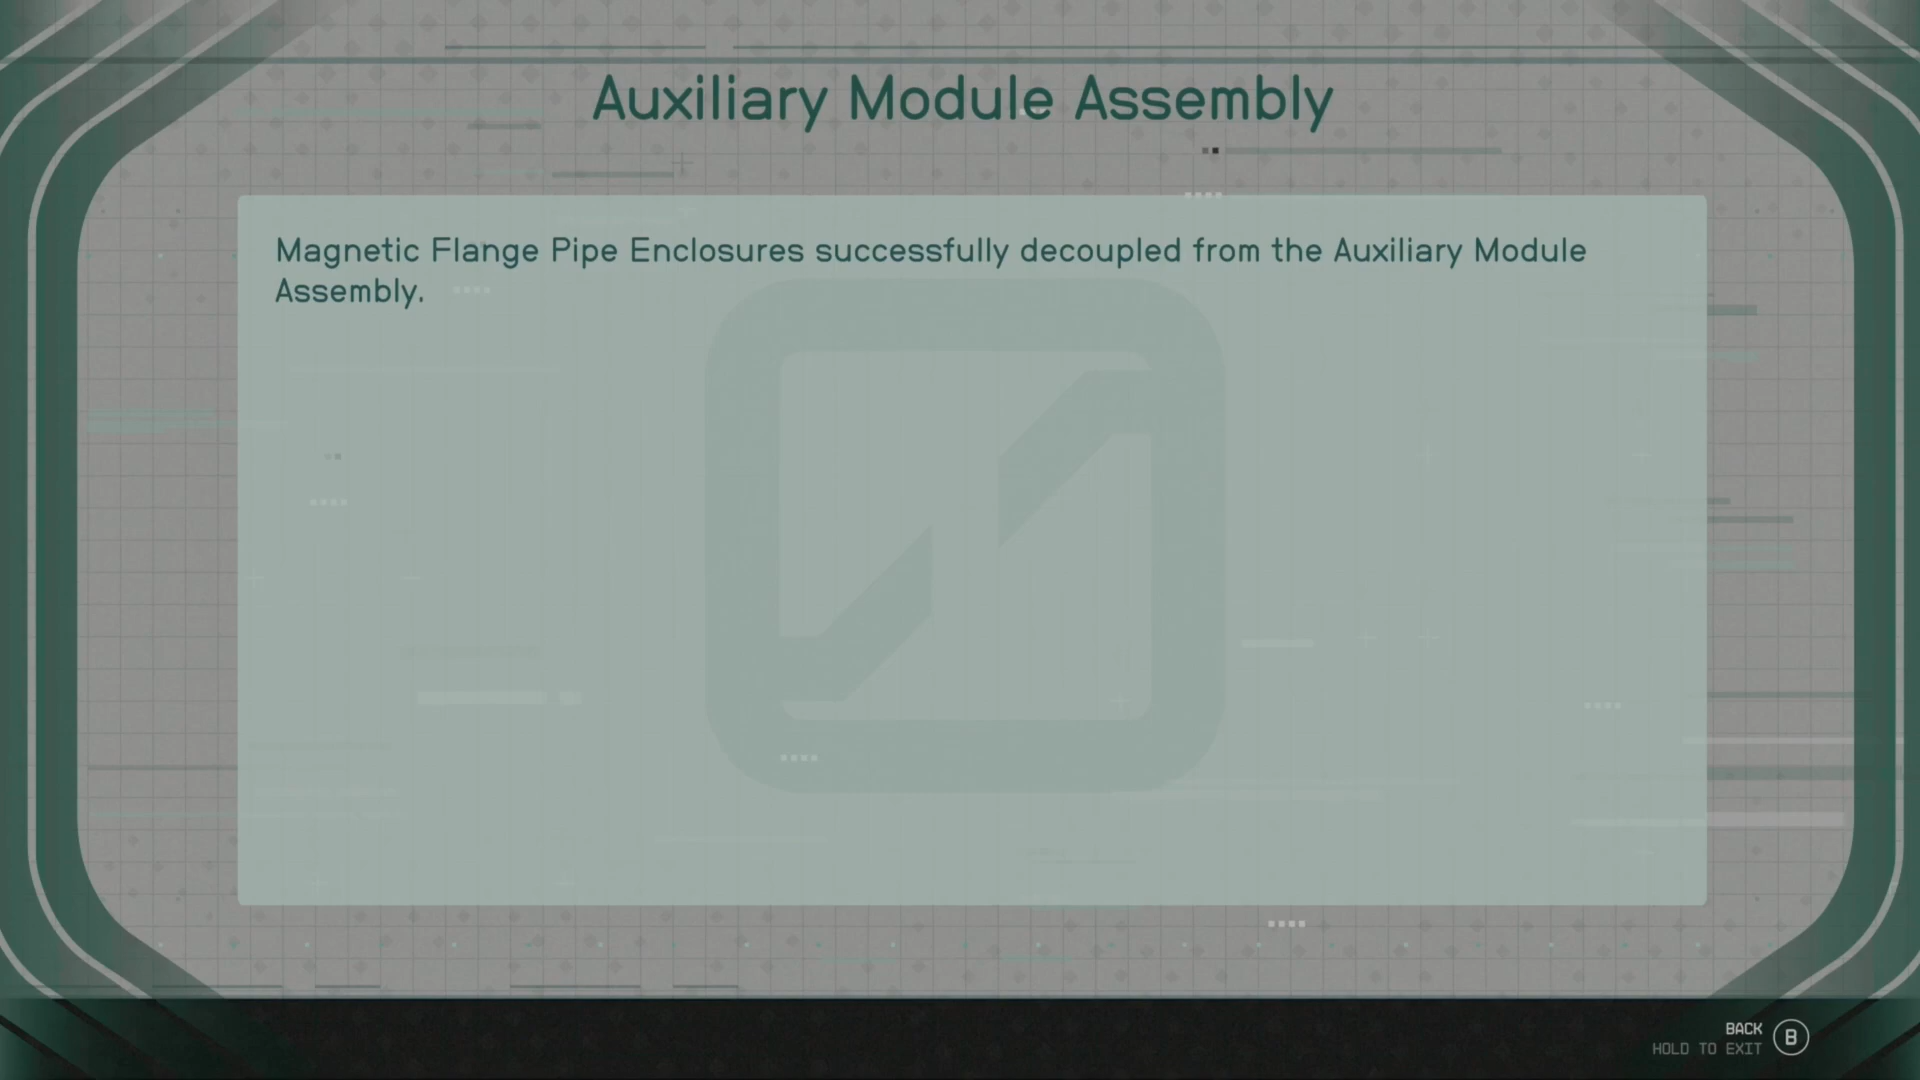 Auxiliary Module Assembly
Magnetic Flange Pipe Enclosures successfully decoupled from the Auxiliary Module
Assembly.
BACK
HOLD TO EXIT
B